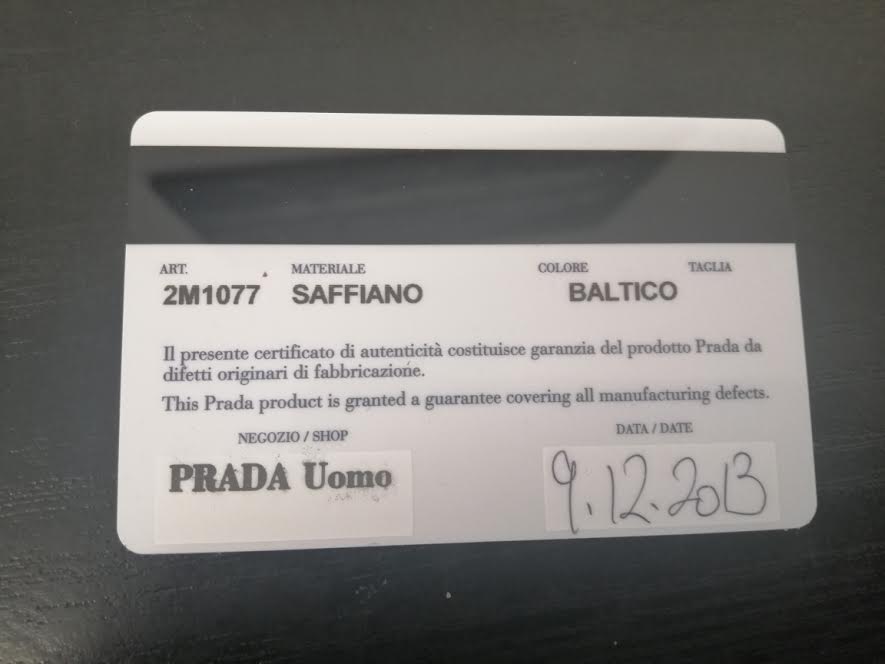 ART. MATERIALE COLORE TAGLIA
2M1077 SAFFIANO BALTICO
Il presente certificato di autenticità costituisce garanzia del prodotto Prada da
difetti originari di fabbricazione.
This Prada product is granted a guarantee covering all manufacturing defects.
NEGOZIO / SHOP DATA / DATE
PRADA Uomo 9.12.2013